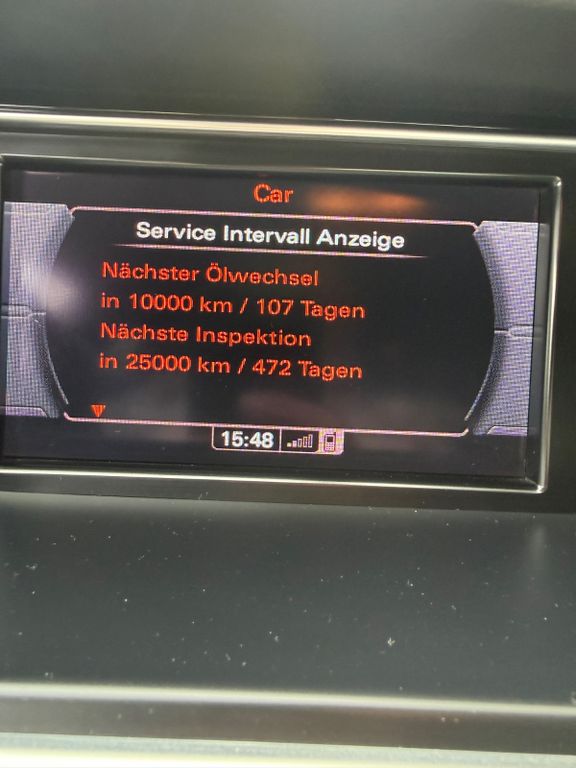 Car
Service Intervall Anzeige
Nächster Ölwechsel
in 10000 km / 107 Tagen
Nächste Inspektion
in 25000 km / 472 Tagen
15:48